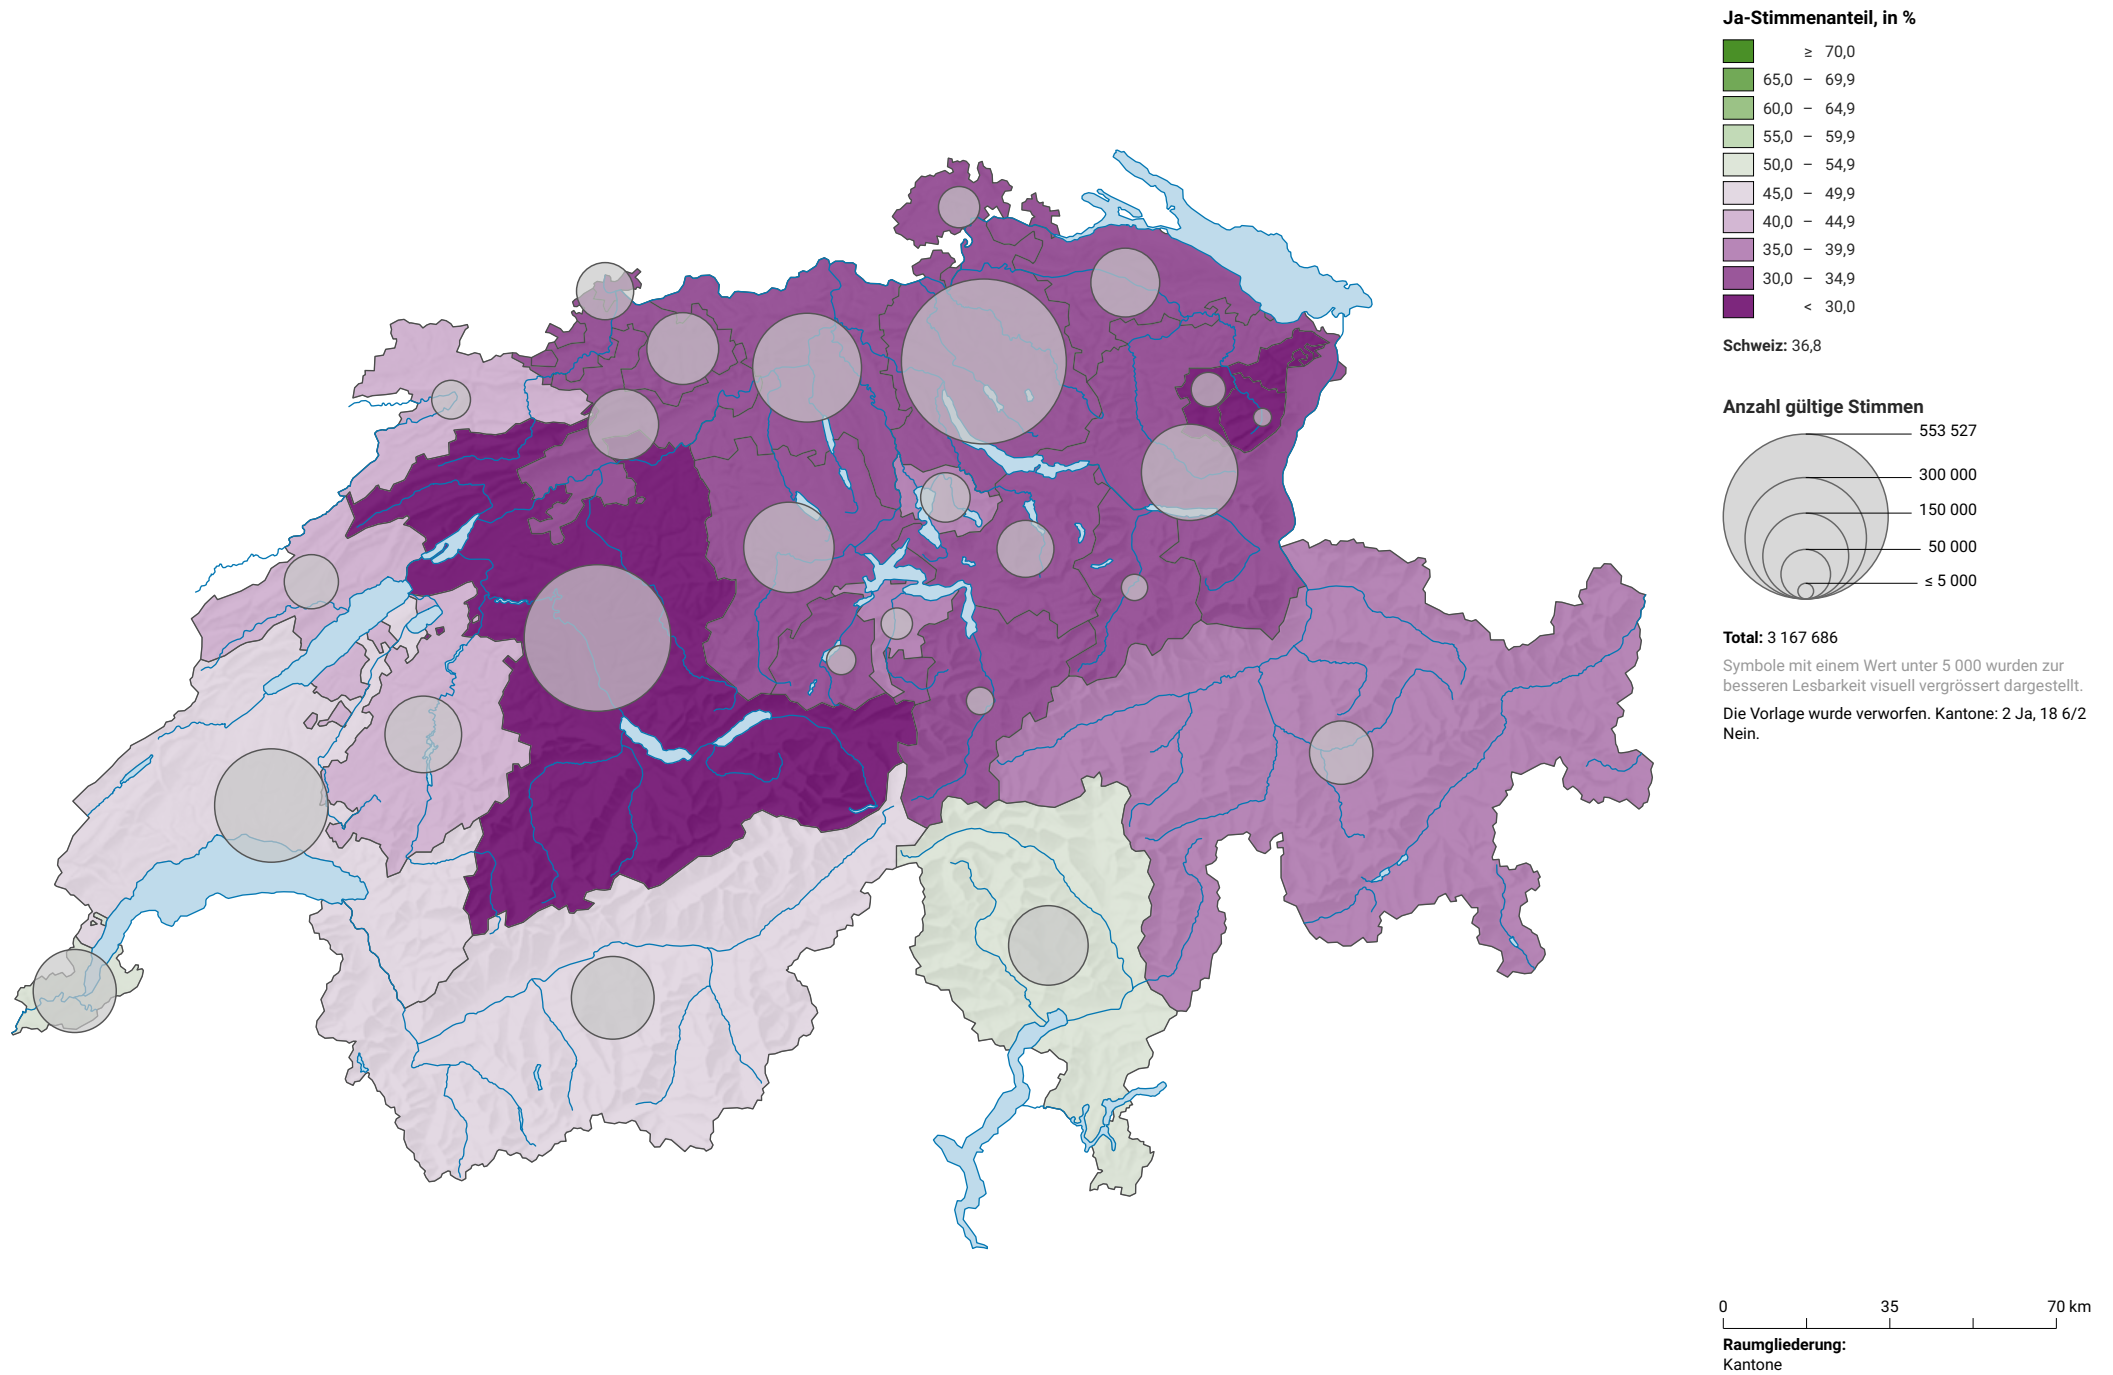 Ja-Stimmenanteil, in %
≥ 70,0
65,0 – 69,9
60,0 – 64,9
55,0 – 59,9
50,0 – 54,9
45,0 – 49,9
40,0 – 44,9
35,0 – 39,9
30,0 – 34,9
< 30,0
Schweiz: 36,8
Anzahl gültige Stimmen
553 527
300 000
150 000
50 000
≤ 5 000
Total: 3 167 686
Symbole mit einem Wert unter 5 000 wurden zur
besseren Lesbarkeit visuell vergrössert dargestellt.
Die Vorlage wurde verworfen. Kantone: 2 Ja, 18 6/2
Nein.
0 35 70 km
Raumgliederung:
Kantone